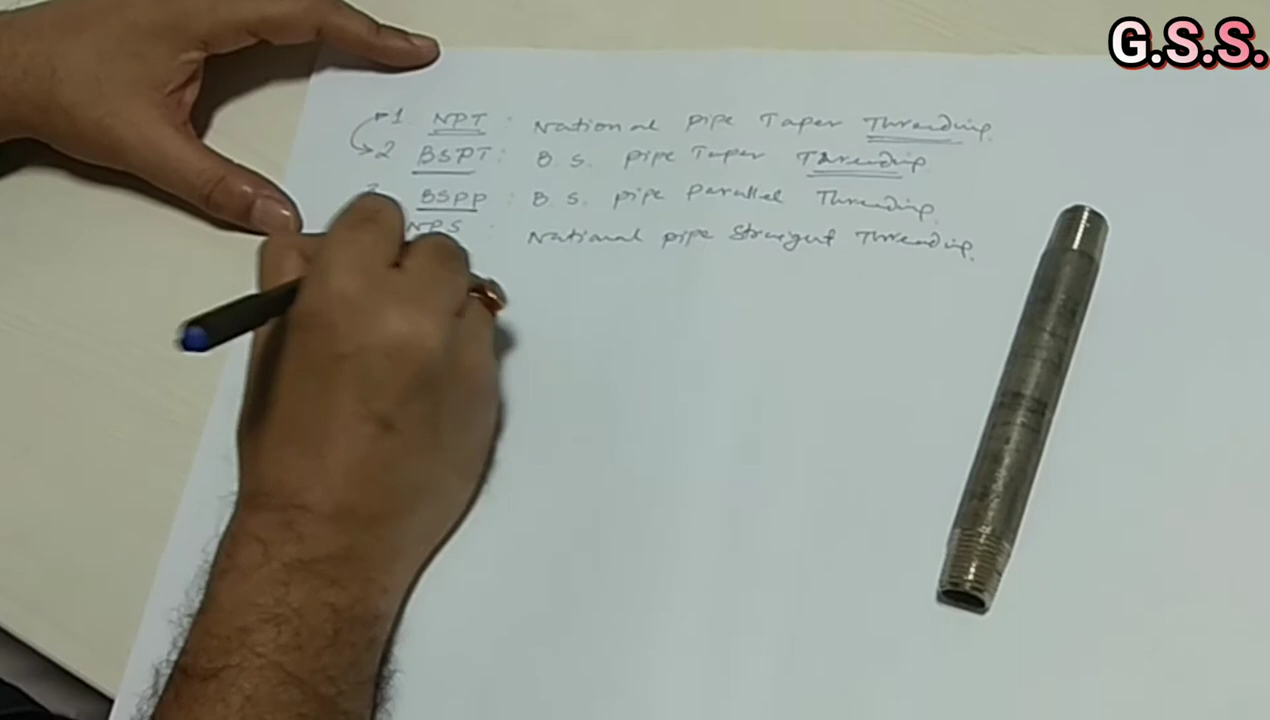 G.S.S.
1 NPT : National pipe Taper Threading.
2 BSPT : B.S. pipe Taper Threading
3 BSPP : B.S. pipe parallel Threading.
NPS : National pipe Straight Threading.